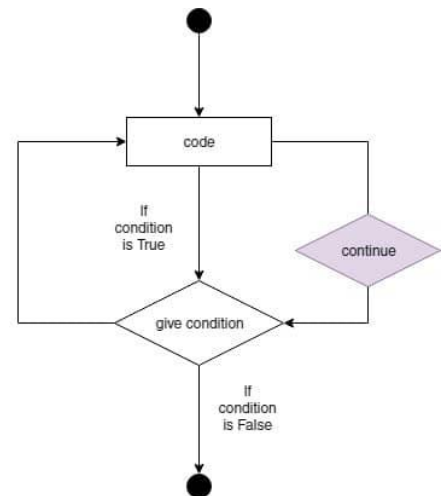 code
If
condition
is True
continue
give condition
If
condition
is False